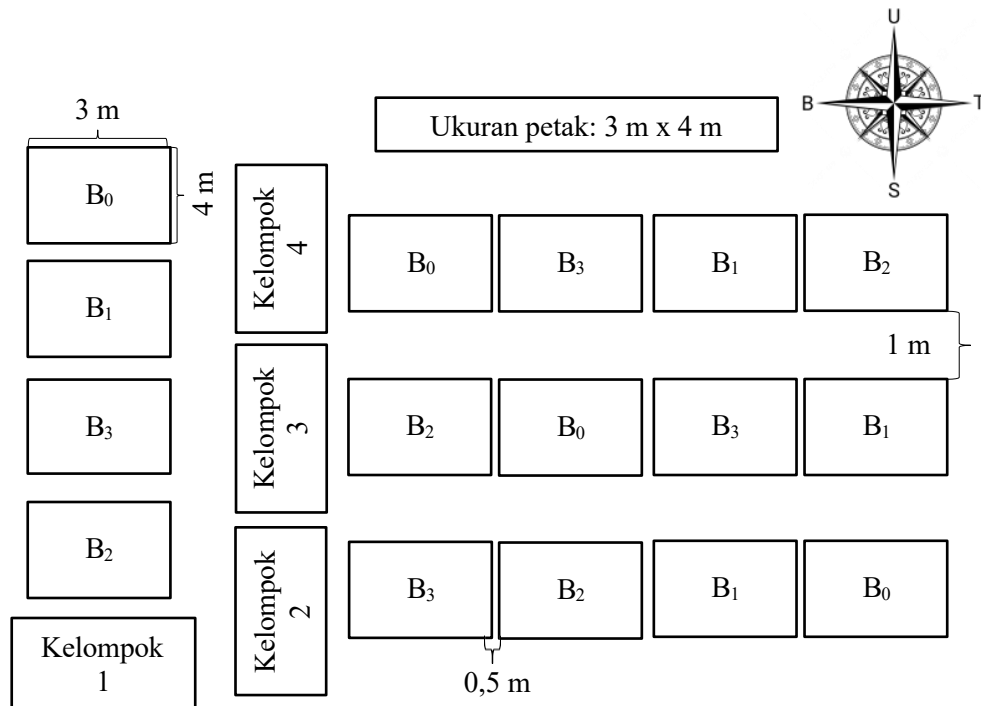 U
B
T
S
3 m
Ukuran petak: 3 m x 4 m
B₀
4 m
B₁
B₃
B₂
Kelompok
1
Kelompok
4
B₀
B₃
B₁
B₂
1 m
Kelompok
3
B₂
B₀
B₃
B₁
Kelompok
2
B₃
B₂
B₁
B₀
0,5 m